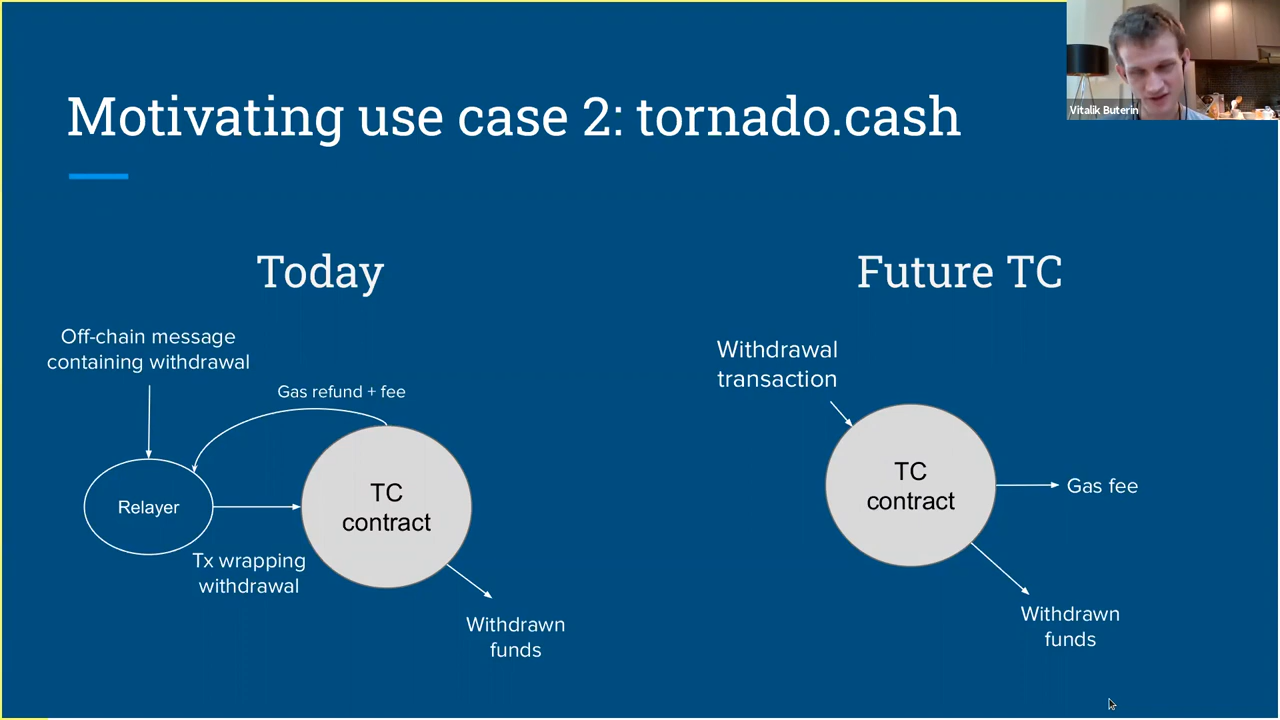 Vitalik Buterin
Motivating use case 2: tornado.cash
Today
Off-chain message
containing withdrawal
Gas refund + fee
Relayer
TC
contract
Tx wrapping
withdrawal
Withdrawn
funds
Future TC
Withdrawal
transaction
TC
contract
Gas fee
Withdrawn
funds